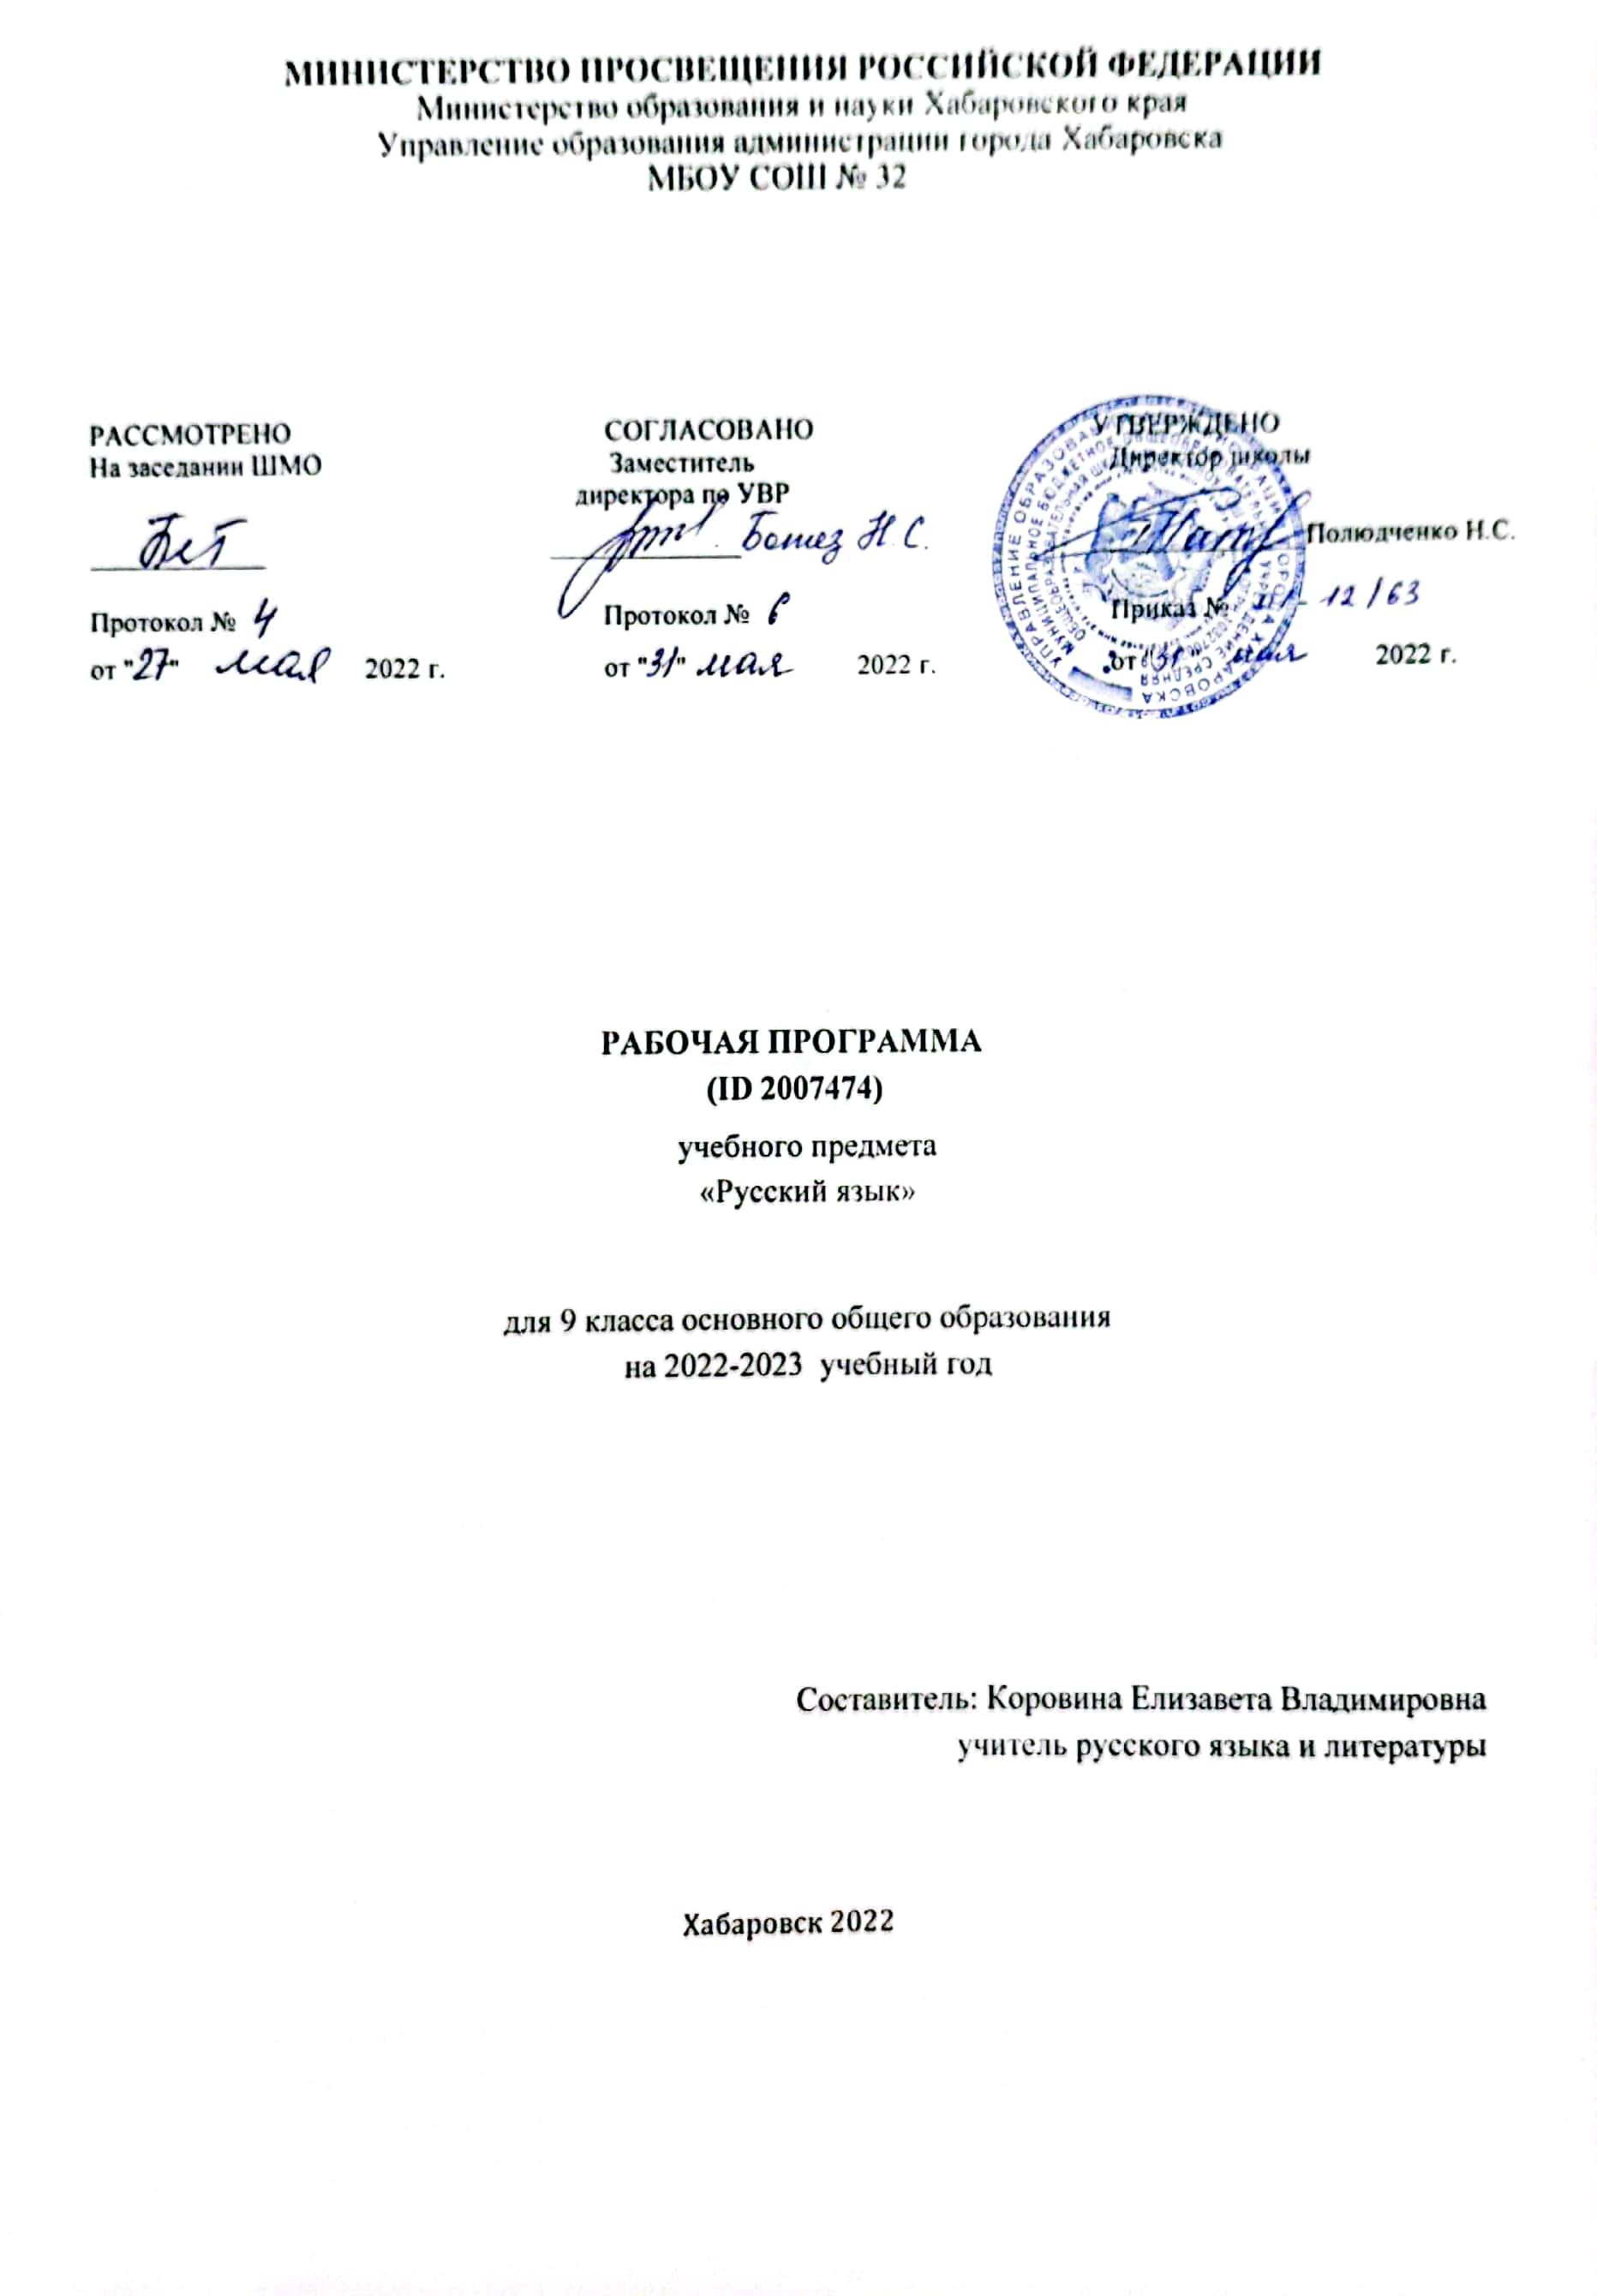 МИНИСТЕРСТВО ПРОСВЕЩЕНИЯ РОССИЙСКОЙ ФЕДЕРАЦИИ
Министерство образования и науки Хабаровского края
Управление образования администрации города Хабаровска
МБОУ СОШ № 32
РАССМОТРЕНО
На заседании ШМО
Протокол № 4
от "27" мая 2022 г.
СОГЛАСОВАНО
Заместитель
директора по УВР
Ботез Н.С.
Протокол № 6
от "31" мая 2022 г.
УТВЕРЖДЕНО
Директор школы
Полюдченко Н.С.
Приказ № 12/63
от "31" мая 2022 г.
РАБОЧАЯ ПРОГРАММА
(ID 2007474)
учебного предмета
«Русский язык»
для 9 класса основного общего образования
на 2022-2023 учебный год
Составитель: Коровина Елизавета Владимировна
учитель русского языка и литературы
Хабаровск 2022